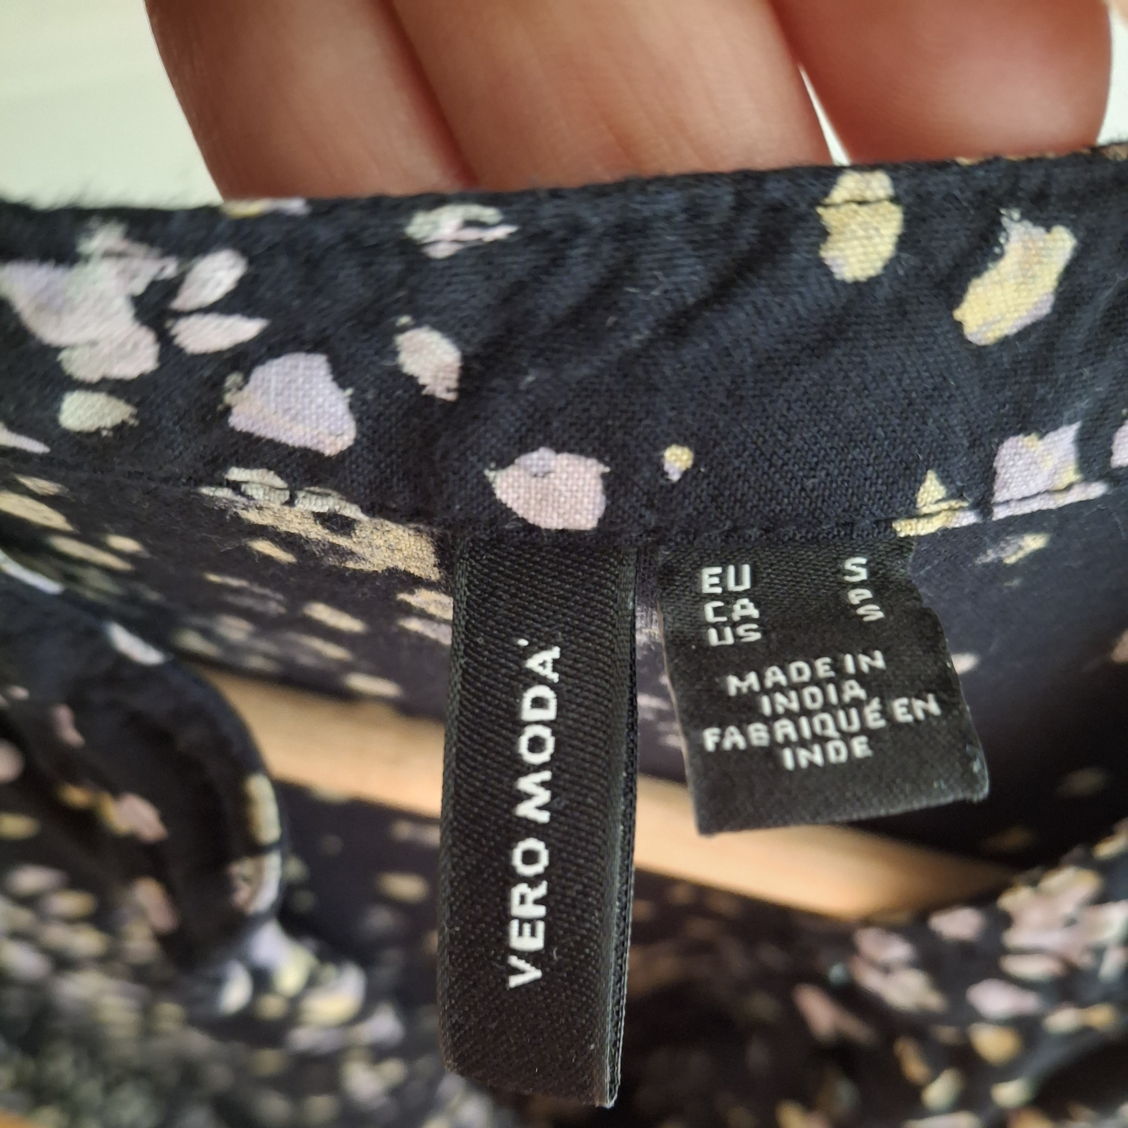 VERO MODA
EU S
CA P
US S
MADE IN
INDIA
FABRIQUÉ EN
INDE